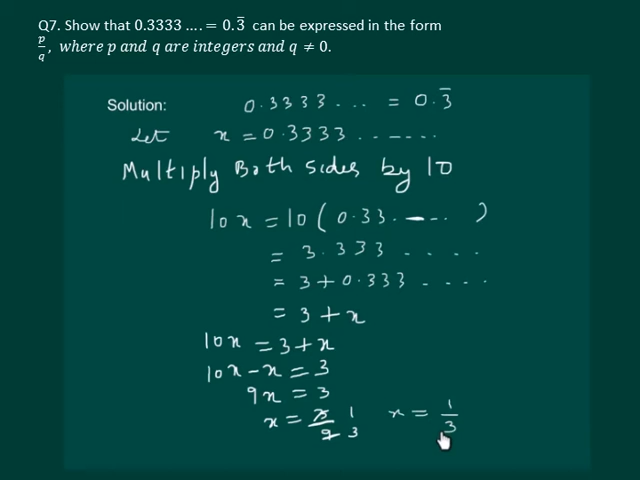 Q7. Show that 0.3333 .... = 0.3̅ can be expressed in the form
p/q, where p and q are integers and q ≠ 0.
Solution: 0.3333... = 0.3̅
Let x = 0.3333.......
Multiply Both sides by 10
10x = 10(0.33.-..)
= 3.333.....
= 3+0.333.....
= 3+x
10x = 3+x
10x-x = 3
9x = 3
x = 3/9 1/3 x = 1/3